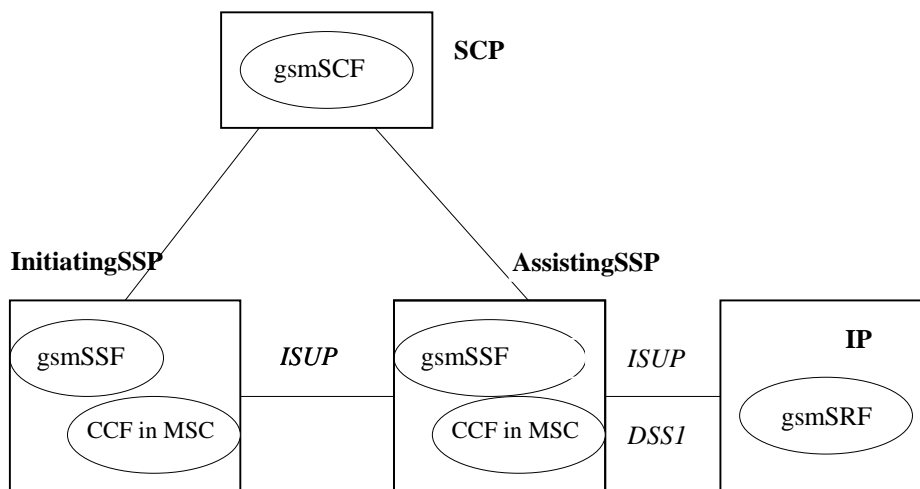 SCP
gsmSCF
InitiatingSSP
AssistingSSP
gsmSSF
ISUP
gsmSSF
ISUP
IP
CCF in MSC
CCF in MSC
DSS1
gsmSRF